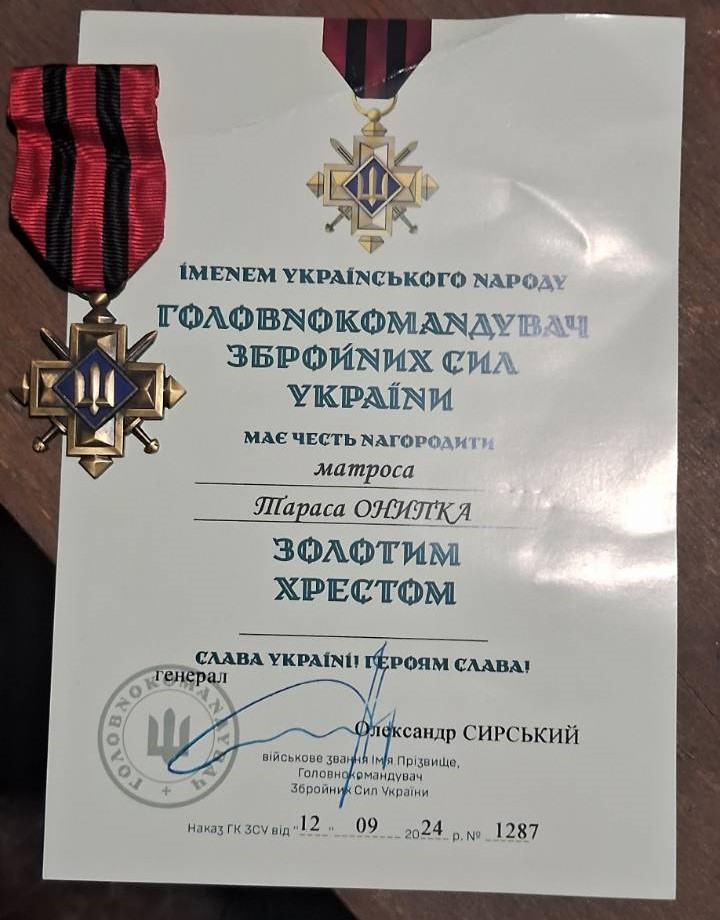 ІМЕНЕМ УКРАЇНСЬКОГО НАРОДУ
ГОЛОВНОКОМАНДУВАЧ
ЗБРОЙНИХ СИЛ
УКРАЇНИ
МАЄ ЧЕСТЬ НАГОРОДИТИ
матроса
Тараса ОНИПКА
ЗОЛОТИМ
ХРЕСТОМ
СЛАВА УКРАЇНІ! ГЕРОЯМ СЛАВА!
генерал
ГОЛОВНОКОМАНДУВАЧ
Олександр СИРСЬКИЙ
військове звання Ім'я Прізвище,
Головнокомандувач
Збройних Сил України
Наказ ГК ЗСУ від "12" 09 2024 р. № 1287